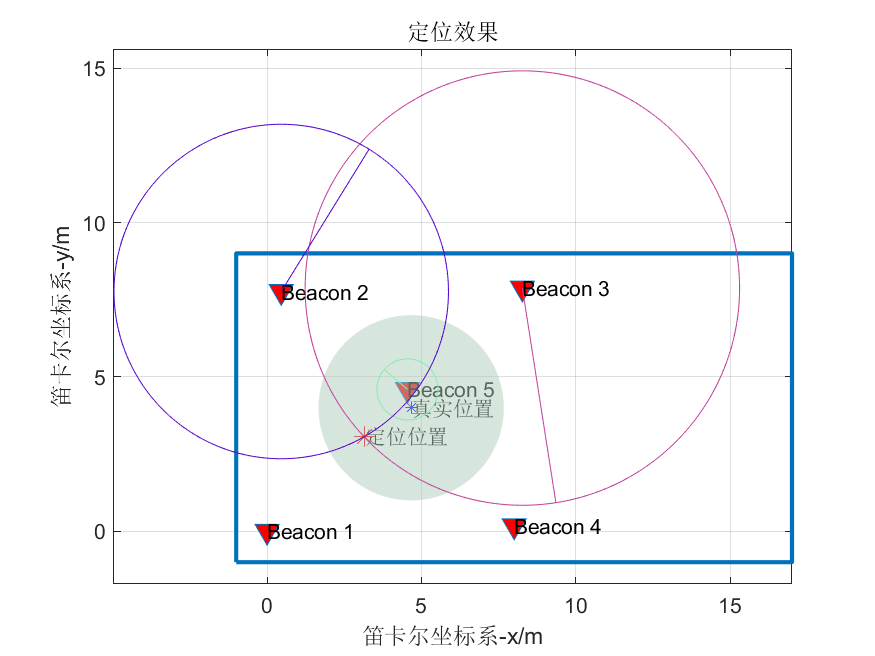 定位效果
15
10
5
0
笛卡尔坐标系-y/m
Beacon 2
Beacon 3
Beacon 5
真实位置
定位位置
Beacon 1
Beacon 4
0
5
10
15
笛卡尔坐标系-x/m